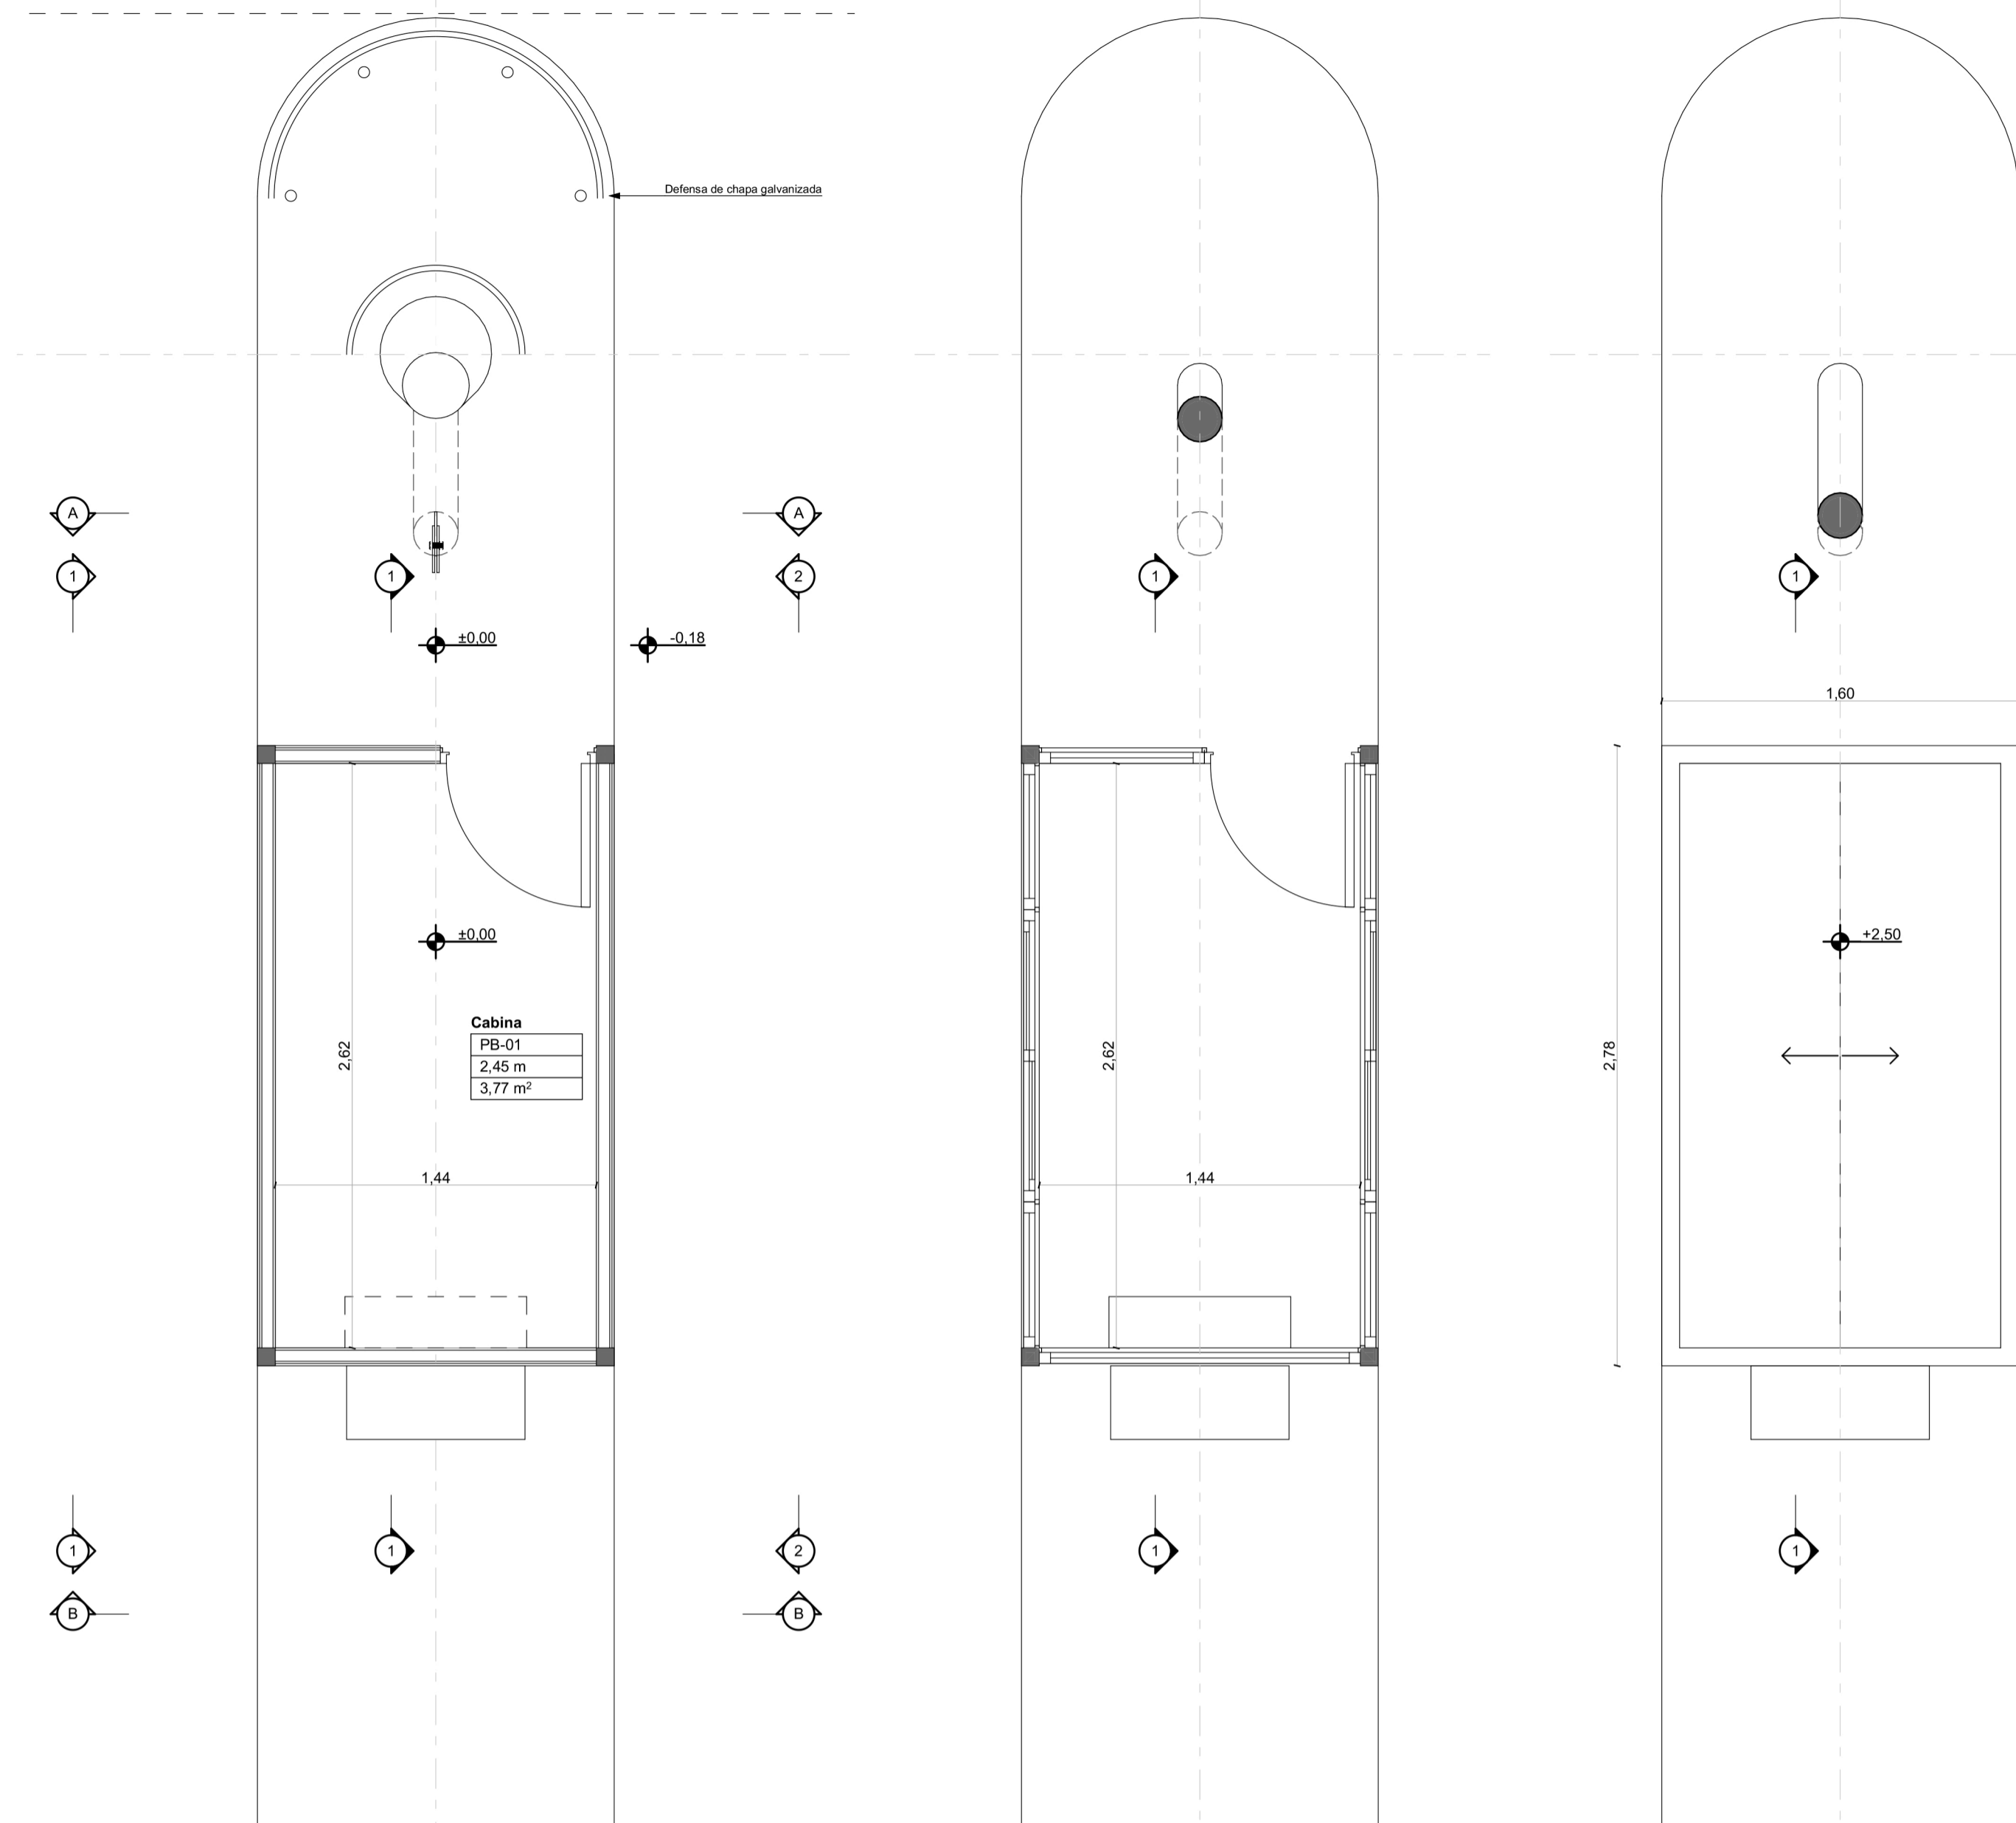 Defensa de chapa galvanizada
A
A
1
1
2
1
1
±0,00
-0,18
1,60
±0,00
+2,50
Cabina
PB-01
2,45 m
3,77 m²
2,62
2,62
2,78
1,44
1,44
1
1
2
1
1
B
B